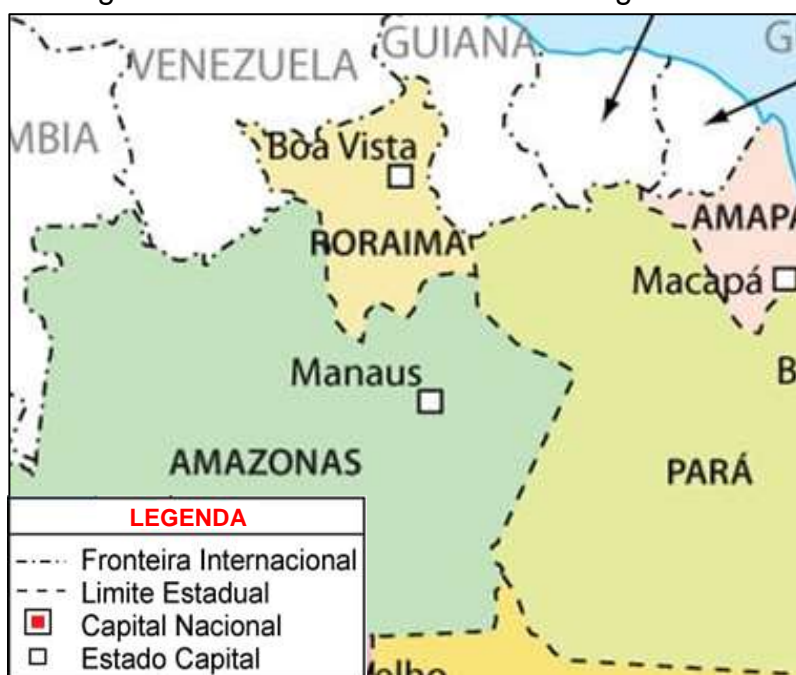 GUIANA
G
VENEZUELA
MBIA
Boa Vista
AMAPÁ
RORAIMA
Macapá
Manaus
B
AMAZONAS
PARÁ
LEGENDA
Fronteira Internacional
Limite Estadual
Capital Nacional
Estado Capital
elho